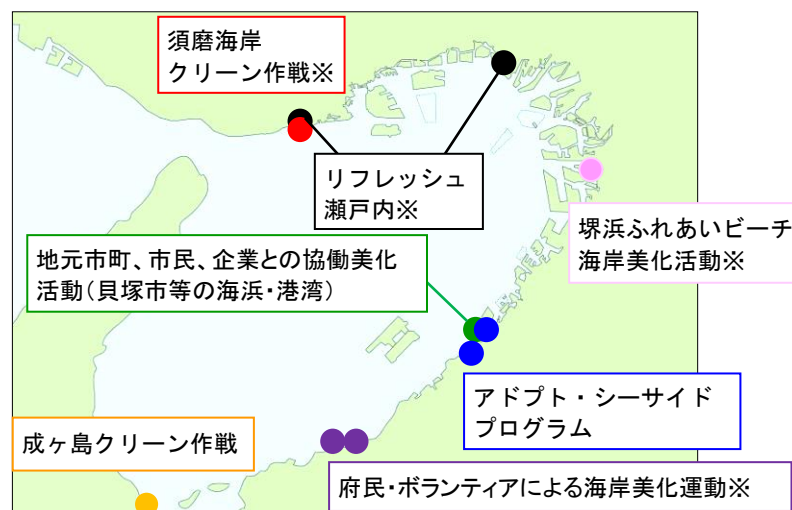 須磨海岸
クリーン作戦※
リフレッシュ
瀬戸内※
堺浜ふれあいビーチ
海岸美化活動※
地元市町、市民、企業との協働美化
活動(貝塚市等の海浜・港湾)
アドプト・シーサイド
プログラム
成ヶ島クリーン作戦
府民・ボランティアによる海岸美化運動※